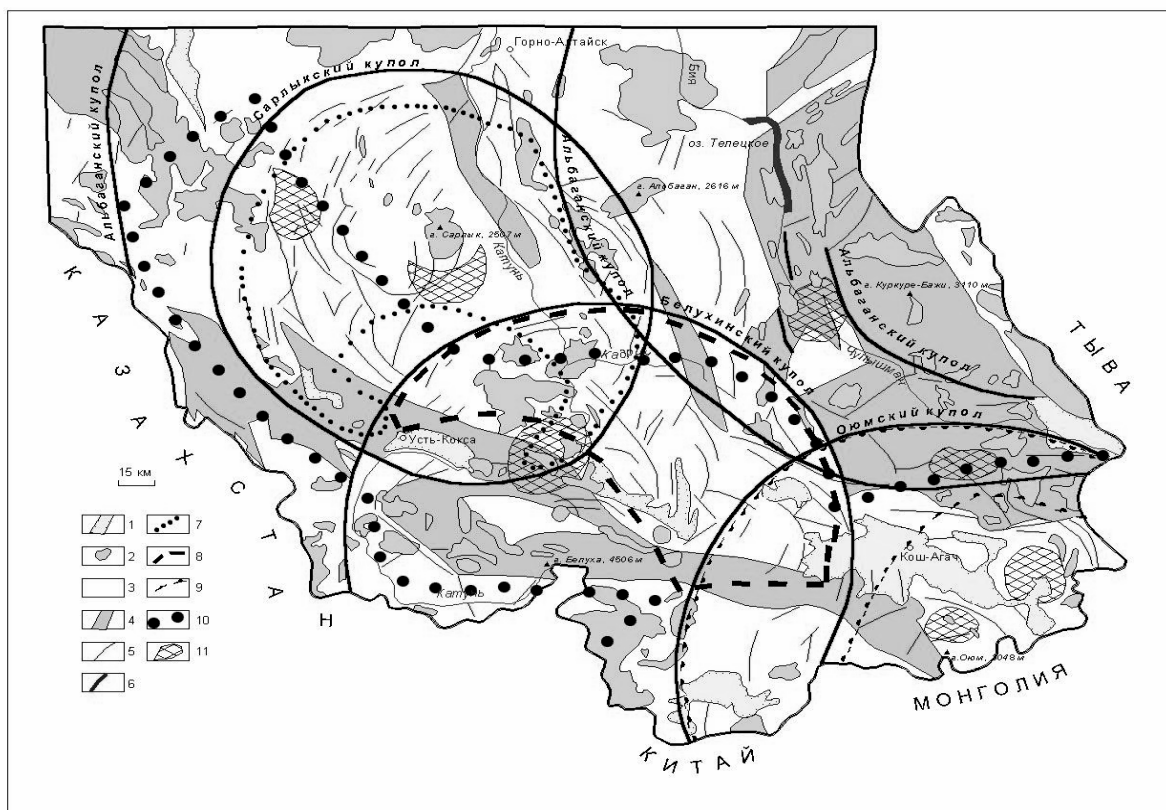 Горно-Алтайск
Бия
Альбаганский купол
Сарлыкский купол
Альбаганский купол
оз. Телецкое
г. Альбаган, 2616 м
г. Сарлык, 2507 м
Катунь
Альбаганский купол
г. Куркуре-Бажи, 3110 м
Чулышман
Белухинский купол
ТЫВА
КАЗАХСТАН
Оюмский купол
Усть-Кокса
15 км
Кош-Агач
г. Белуха, 4506 м
Катунь
г.Оюм, 3048 м
МОНГОЛИЯ
КИТАЙ
1
2
3
4
5
6
7
8
9
10
11